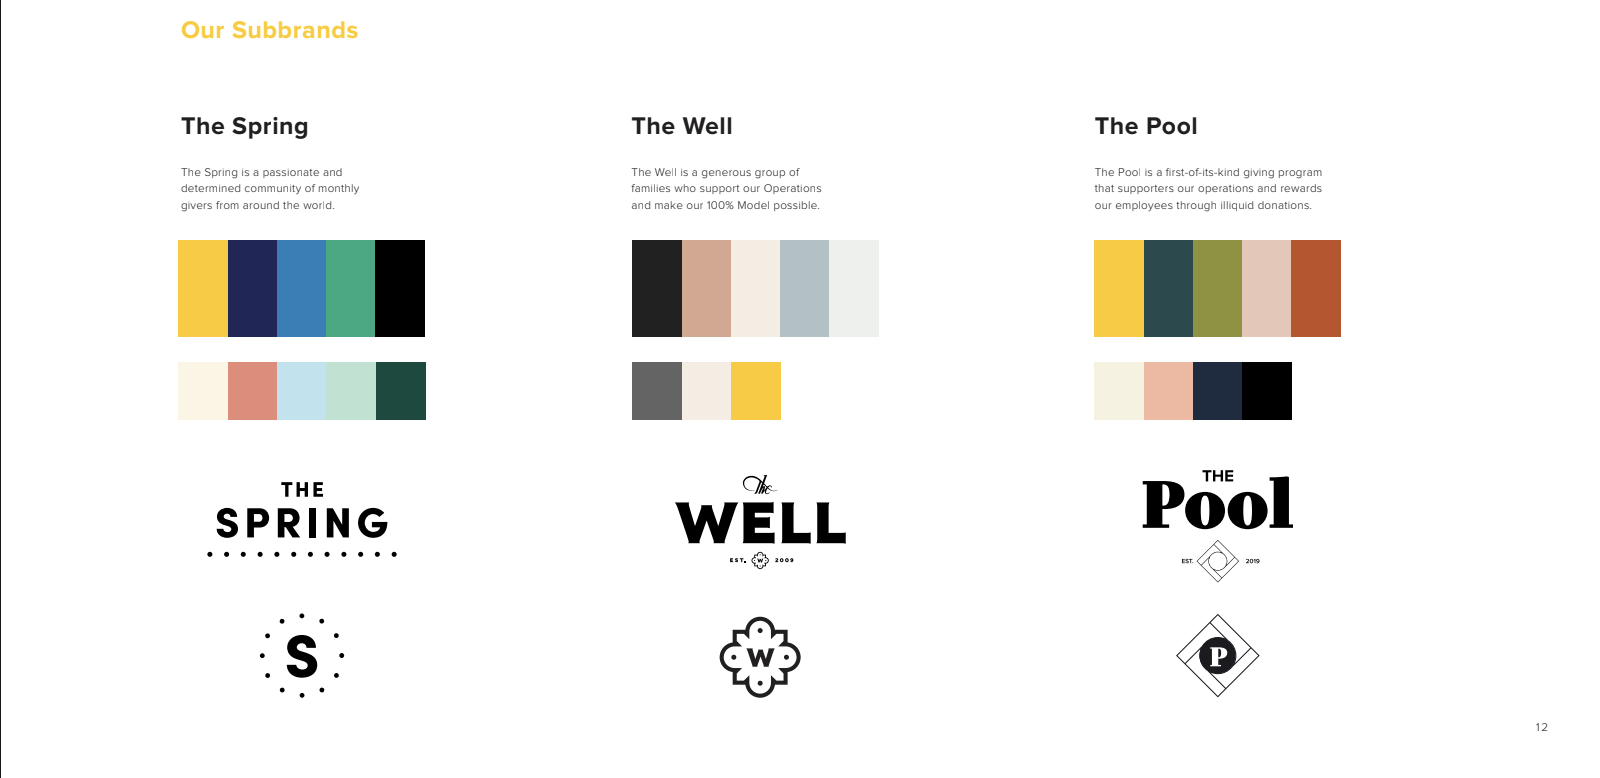 Our Subbrands
The Spring
The Spring is a passionate and
determined community of monthly
givers from around the world.
THE
SPRING
S
The Well
The Well is a generous group of
families who support our Operations
and make our 100% Model possible.
The
WELL
EST. W 2009
W
The Pool
The Pool is a first-of-its-kind giving program
that supporters our operations and rewards
our employees through illiquid donations.
THE
Pool
EST. 2019
P
12